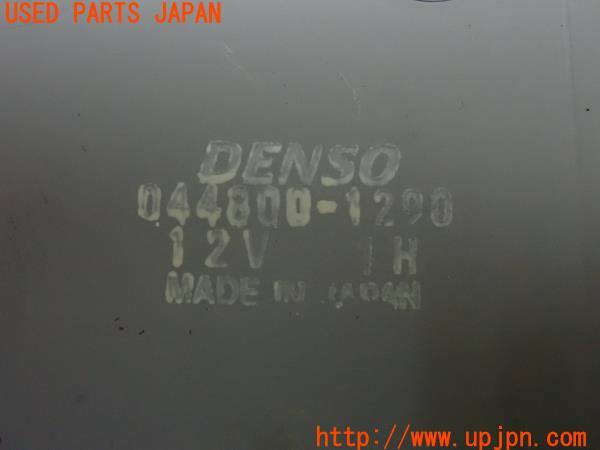 USED PARTS JAPAN
DENSO
044800-1290
12V 1H
MADE IN JAPAN
http://www.upjpn.com